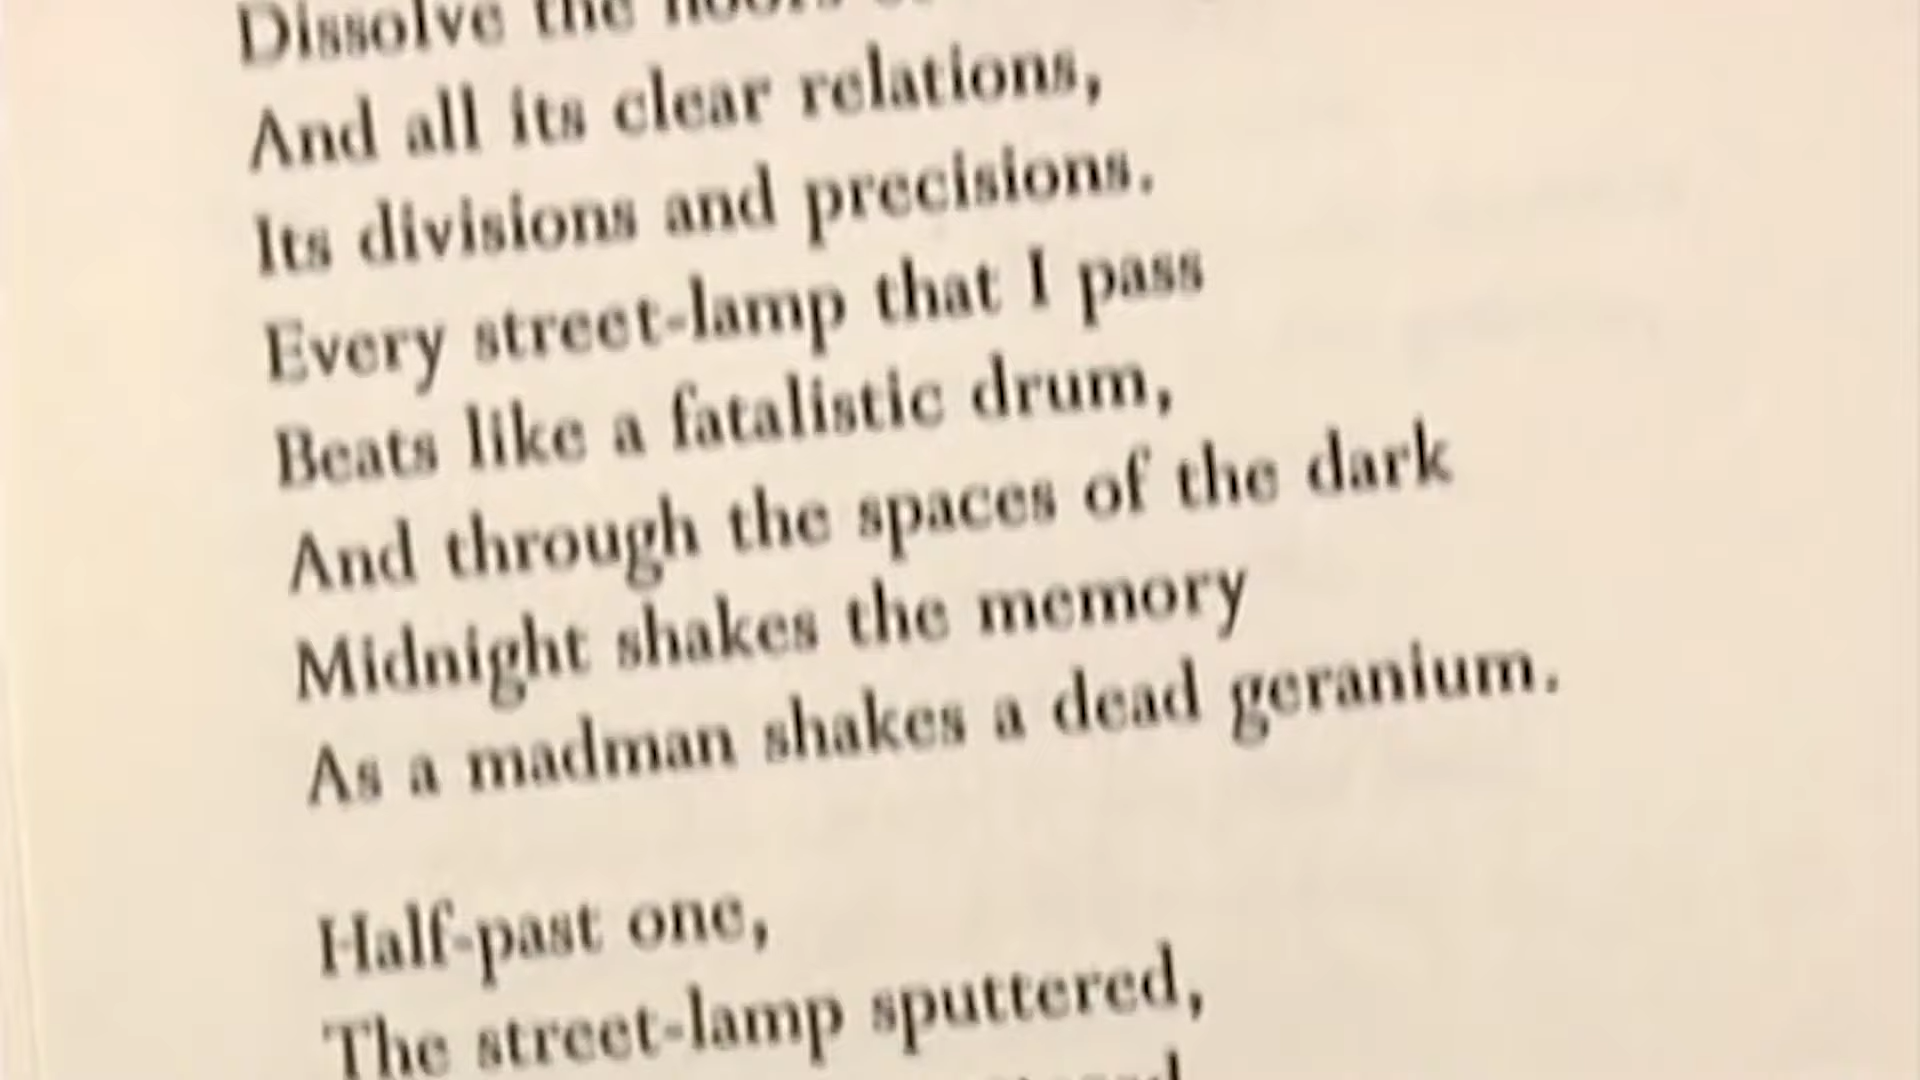 Dissolve the floors
And all its clear relations,
Its divisions and precisions.
Every street-lamp that I pass
Beats like a fatalistic drum,
And through the spaces of the dark
Midnight shakes the memory
As a madman shakes a dead geranium.
Half-past one,
The street-lamp sputtered,